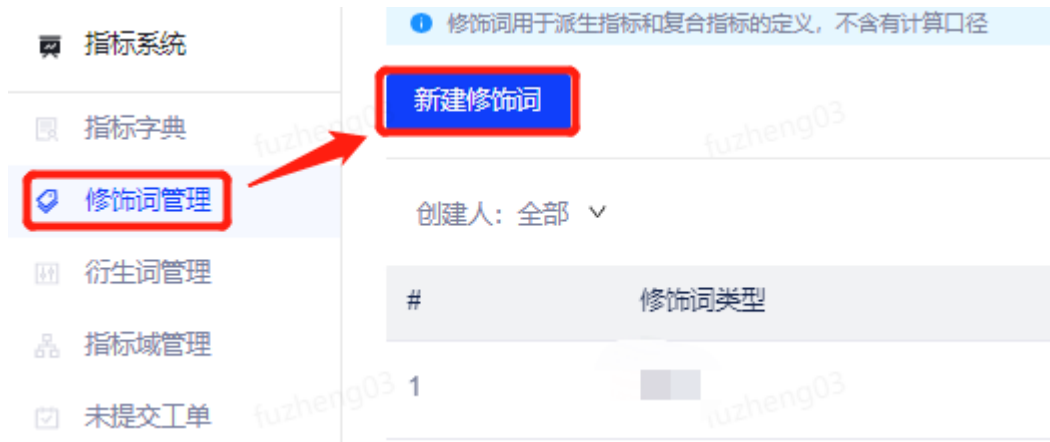 指标系统
指标字典
修饰词管理
衍生词管理
指标域管理
未提交工单
修饰词用于派生指标和复合指标的定义，不含有计算口径
新建修饰词
创建人：全部
# 修饰词类型
1
fuzheng03
fuzheng03
fuzheng03
fuzheng03